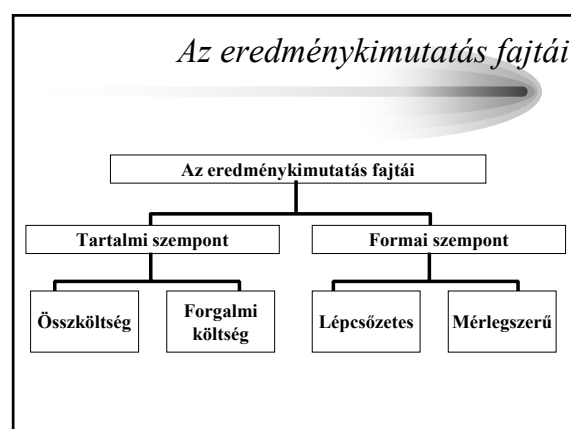 Az eredménykimutatás fajtái
Az eredménykimutatás fajtái
Tartalmi szempont
Formai szempont
Összköltség
Forgalmi
költség
Lépcsőzetes
Mérlegszerű